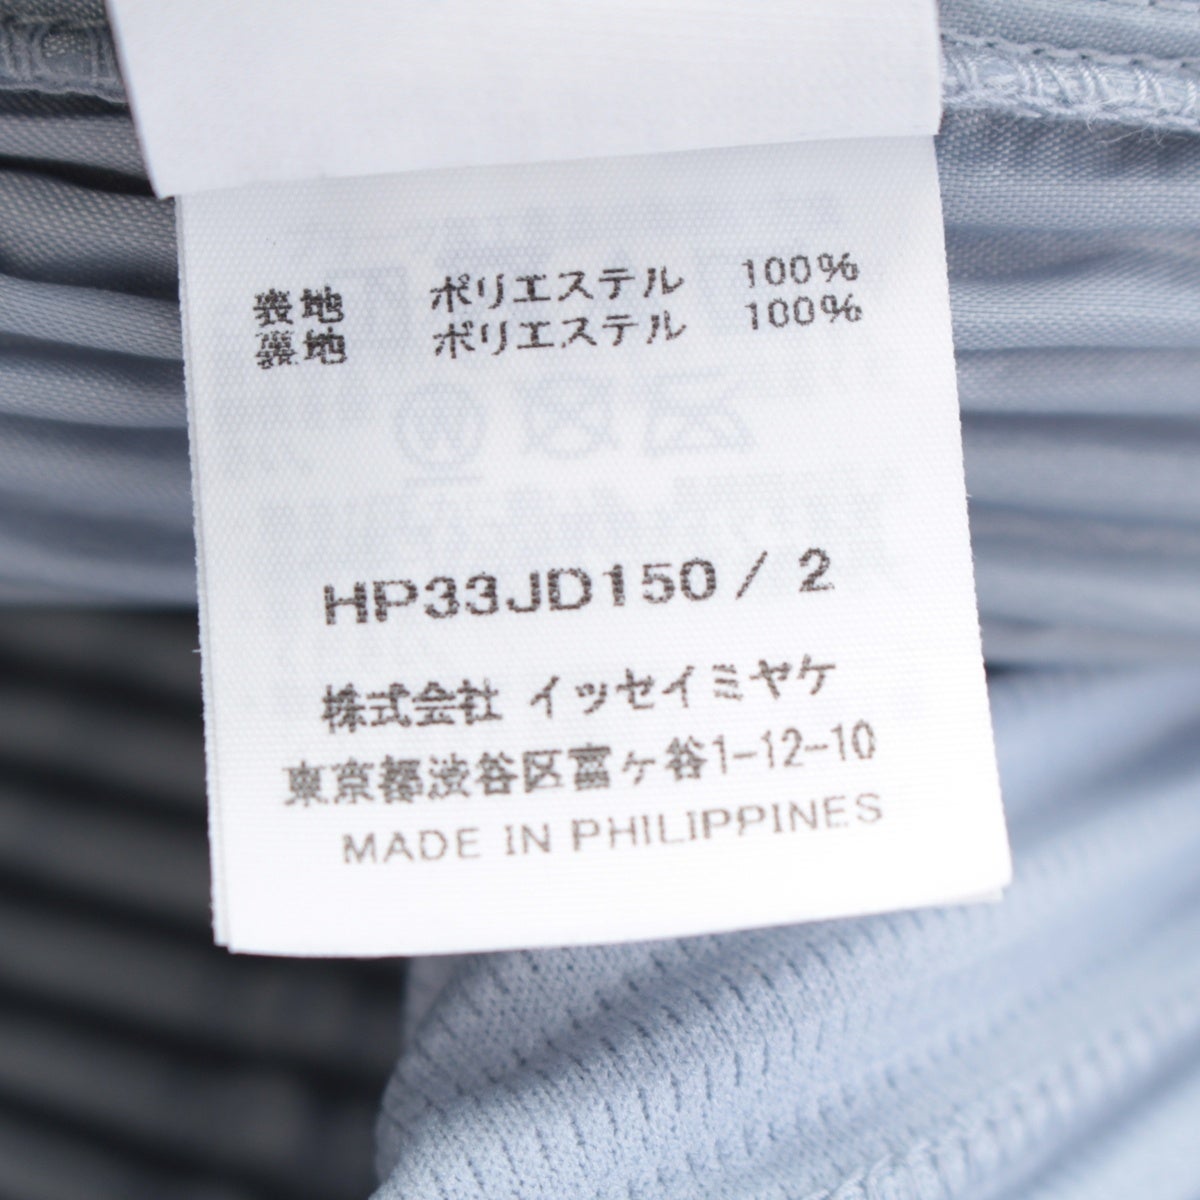 表地 ポリエステル 100%
裏地 ポリエステル 100%
HP33JD150 / 2
株式会社 イッセイミヤケ
東京都渋谷区富ヶ谷1-12-10
MADE IN PHILIPPINES